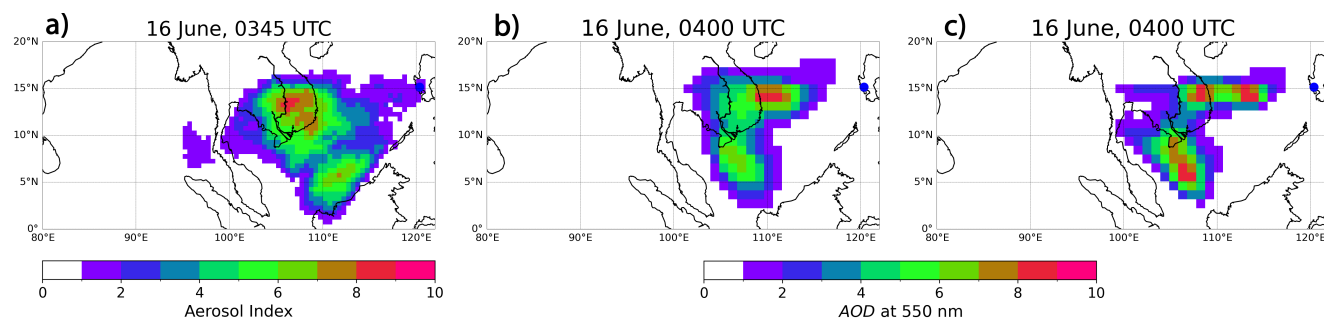 a) 16 June, 0345 UTC
b) 16 June, 0400 UTC
c) 16 June, 0400 UTC
20°N
15°N
10°N
5°N
0°
80°E 90°E 100°E 110°E 120°E
20°N
15°N
10°N
5°N
0°
80°E 90°E 100°E 110°E 120°E
20°N
15°N
10°N
5°N
0°
80°E 90°E 100°E 110°E 120°E
0 2 4 6 8 10
Aerosol Index
0 2 4 6 8 10
AOD at 550 nm